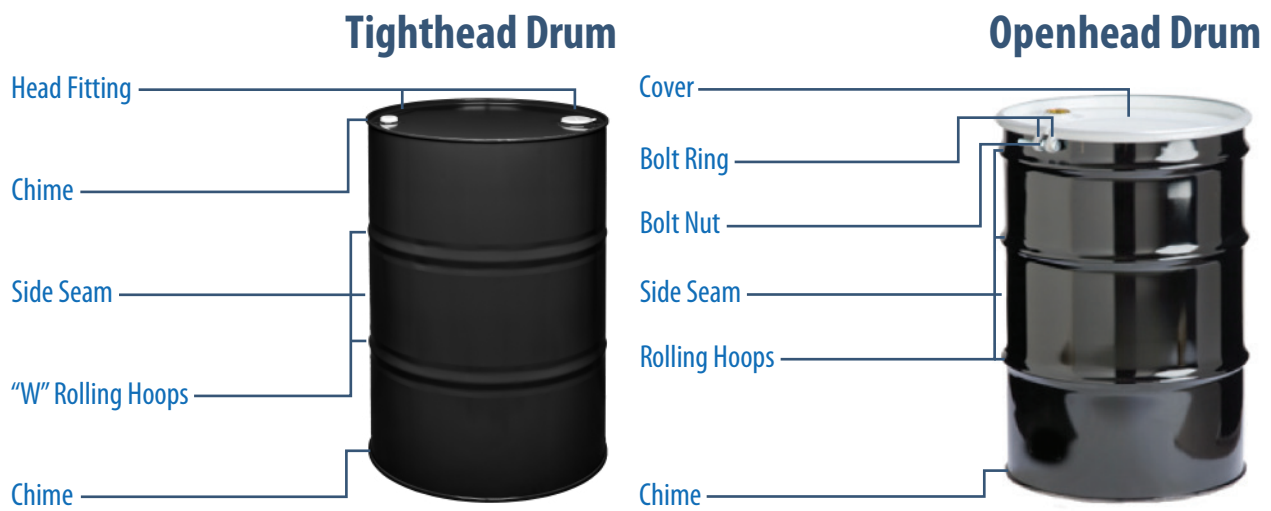 Tighthead Drum
Head Fitting
Chime
Side Seam
“W” Rolling Hoops
Chime
Openhead Drum
Cover
Bolt Ring
Bolt Nut
Side Seam
Rolling Hoops
Chime